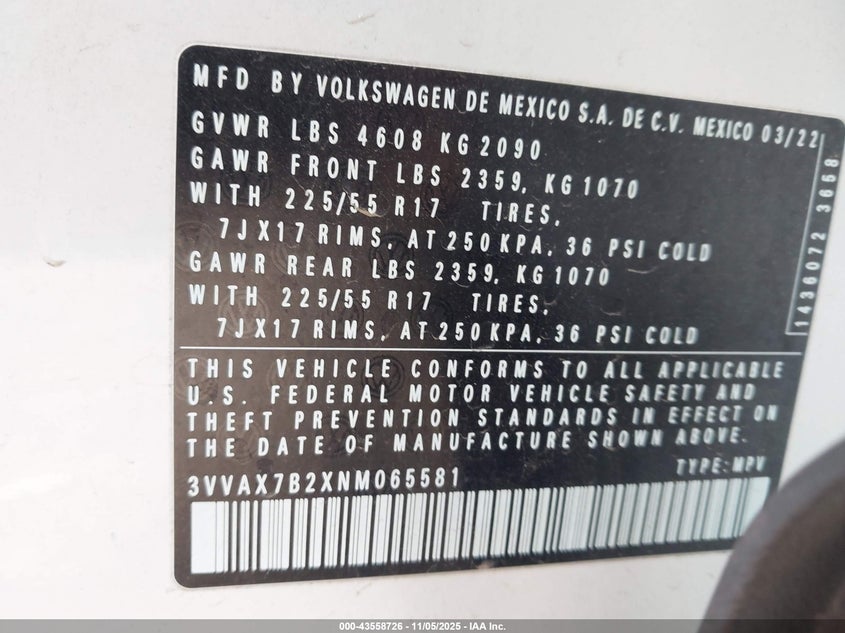 MFD BY VOLKSWAGEN DE MEXICO S.A. DE C.V. MEXICO 03/22
GVWR LBS 4608 KG 2090
GAWR FRONT LBS 2359, KG 1070
WITH 225/55 R17 TIRES,
7JX17 RIMS, AT 250 KPA, 36 PSI COLD
GAWR REAR LBS 2359, KG 1070
WITH 225/55 R17 TIRES,
7JX17 RIMS, AT 250 KPA, 36 PSI COLD
1436072 3658
THIS VEHICLE CONFORMS TO ALL APPLICABLE
U.S. FEDERAL MOTOR VEHICLE SAFETY AND
THEFT PREVENTION STANDARDS IN EFFECT ON
THE DATE OF MANUFACTURE SHOWN ABOVE.
3VVAX7B2XNM065581 TYPE: MPV
000-43558726 - 11/05/2025 - IAA Inc.